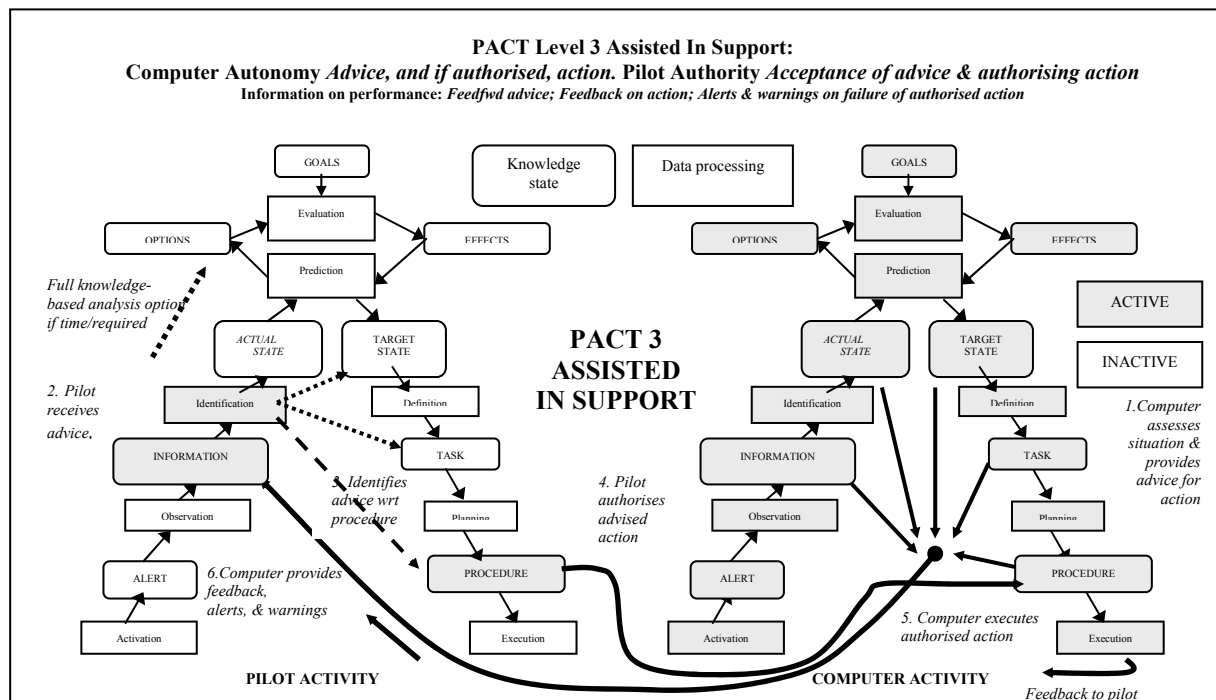 PACT Level 3 Assisted In Support:
Computer Autonomy Advice, and if authorised, action. Pilot Authority Acceptance of advice & authorising action
Information on performance: Feedfwd advice; Feedback on action; Alerts & warnings on failure of authorised action
GOALS
Evaluation
OPTIONS
EFFECTS
Prediction
Full knowledge-
based analysis option
if time/required
ACTUAL
STATE
TARGET
STATE
2. Pilot
receives
advice.
Identification
Definition
INFORMATION
TASK
3. Identifies
advice wrt
procedure
Observation
Planning
ALERT
6.Computer provides
feedback,
alerts, & warnings
PROCEDURE
Activation
Execution
PILOT ACTIVITY
Knowledge
state
Data processing
PACT 3
ASSISTED
IN SUPPORT
GOALS
Evaluation
OPTIONS
EFFECTS
Prediction
ACTIVE
INACTIVE
ACTUAL
STATE
TARGET
STATE
Identification
Definition
1.Computer
assesses
situation &
provides
advice for
action
INFORMATION
TASK
4. Pilot
authorises
advised
action
Observation
Planning
ALERT
PROCEDURE
5. Computer executes
authorised action
Activation
Execution
COMPUTER ACTIVITY
Feedback to pilot